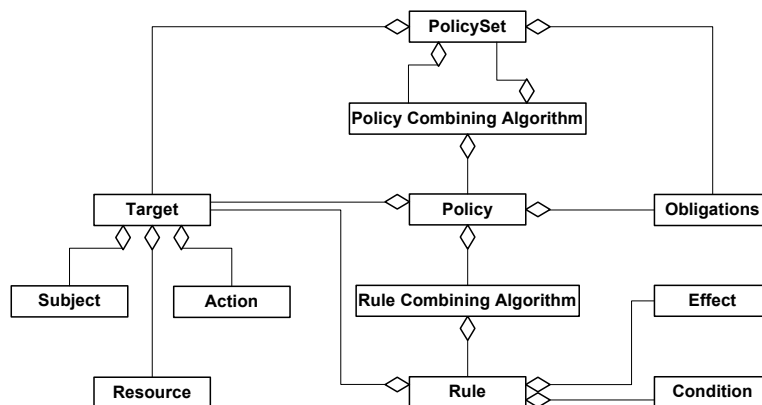 PolicySet
Policy Combining Algorithm
Target
Policy
Obligations
Subject
Action
Rule Combining Algorithm
Effect
Resource
Rule
Condition